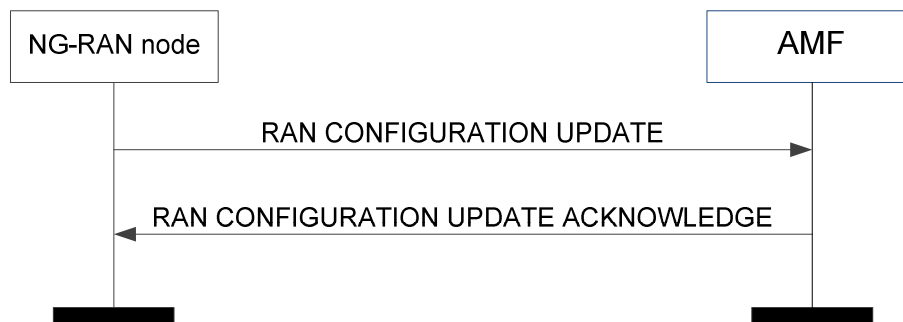 NG-RAN node
AMF
RAN CONFIGURATION UPDATE
RAN CONFIGURATION UPDATE ACKNOWLEDGE